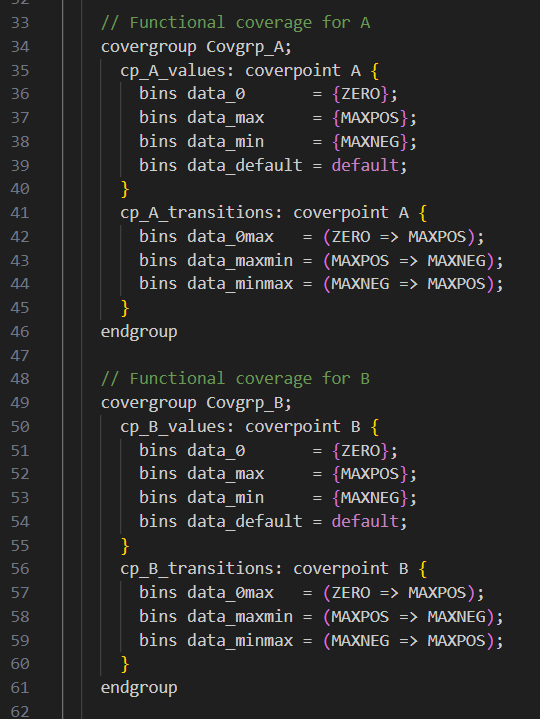 33 // Functional coverage for A
34 covergroup Covgrp_A;
35 cp_A_values: coverpoint A {
36 bins data_0 = {ZERO};
37 bins data_max = {MAXPOS};
38 bins data_min = {MAXNEG};
39 bins data_default = default;
40 }
41 cp_A_transitions: coverpoint A {
42 bins data_0max = (ZERO => MAXPOS);
43 bins data_maxmin = (MAXPOS => MAXNEG);
44 bins data_minmax = (MAXNEG => MAXPOS);
45 }
46 endgroup
47
48 // Functional coverage for B
49 covergroup Covgrp_B;
50 cp_B_values: coverpoint B {
51 bins data_0 = {ZERO};
52 bins data_max = {MAXPOS};
53 bins data_min = {MAXNEG};
54 bins data_default = default;
55 }
56 cp_B_transitions: coverpoint B {
57 bins data_0max = (ZERO => MAXPOS);
58 bins data_maxmin = (MAXPOS => MAXNEG);
59 bins data_minmax = (MAXNEG => MAXPOS);
60 }
61 endgroup
62